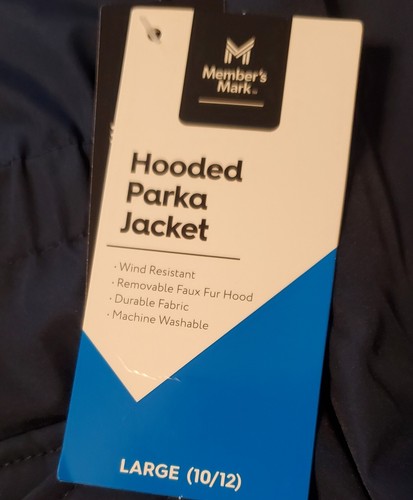 Member's
Mark
Hooded
Parka
Jacket
· Wind Resistant
· Removable Faux Fur Hood
· Durable Fabric
· Machine Washable
LARGE (10/12)